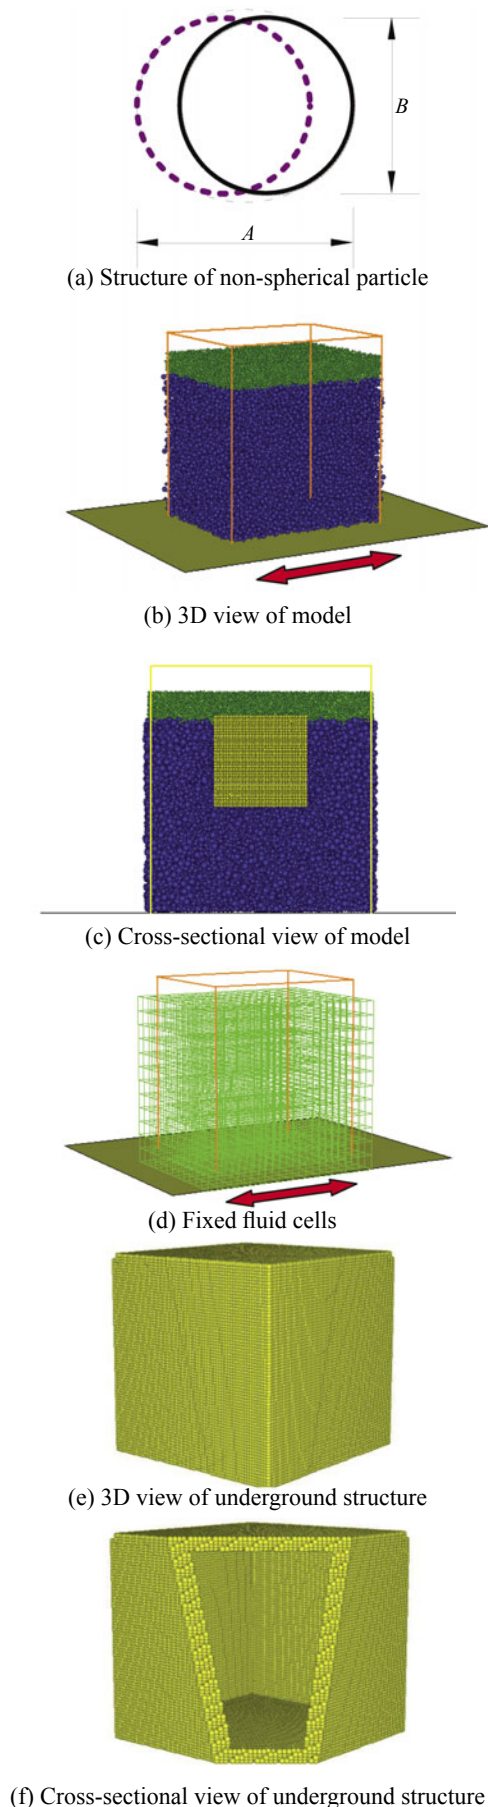 B
A
(a) Structure of non-spherical particle
(b) 3D view of model
(c) Cross-sectional view of model
(d) Fixed fluid cells
(e) 3D view of underground structure
(f) Cross-sectional view of underground structure